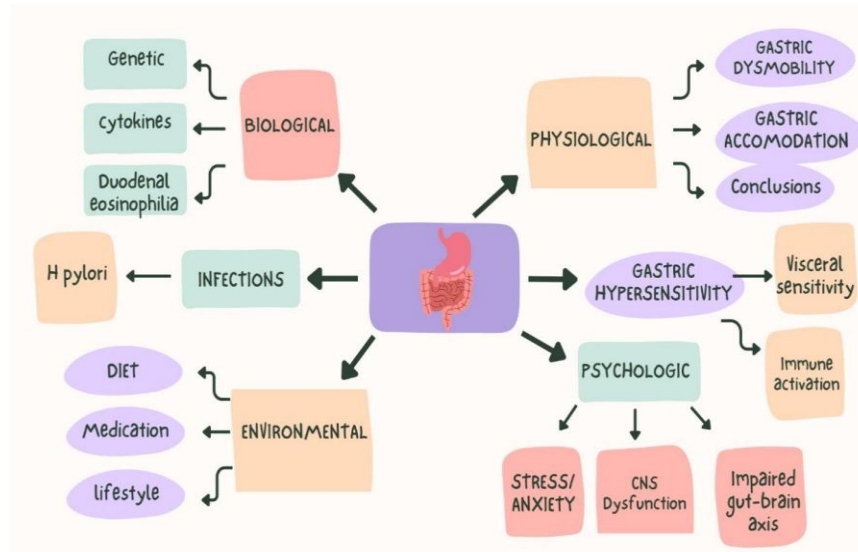 Genetic
cytokines
Duodenal
eosinophilia
BIOLOGICAL
PHYSIOLOGICAL
GASTRIC
DYSMOBILITY
GASTRIC
ACCOMODATION
Conclusions
H pylori
INFECTIONS
GASTRIC
HYPERSENSITIVITY
Visceral
sensitivity
Immune
activation
DIET
Medication
lifestyle
ENVIRONMENTAL
PSYCHOLOGIC
STRESS/
ANXIETY
CNS
Dysfunction
Impaired
gut-brain
axis